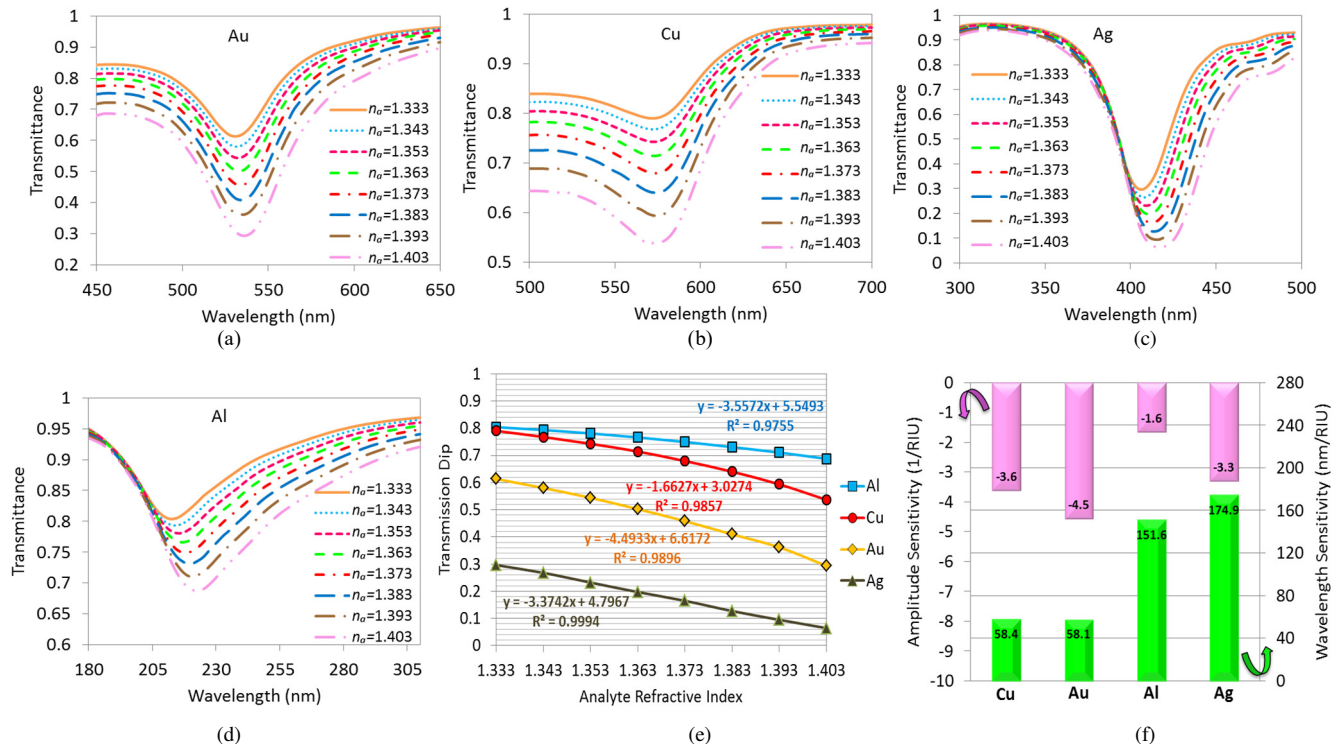 Au
Transmittance
1
0.9
0.8
0.7
0.6
0.5
0.4
0.3
0.2
nₐ=1.333
nₐ=1.343
nₐ=1.353
nₐ=1.363
nₐ=1.373
nₐ=1.383
nₐ=1.393
nₐ=1.403
450 500 550 600 650
Wavelength (nm)
(a)
Cu
Transmittance
1
0.9
0.8
0.7
0.6
0.5
nₐ=1.333
nₐ=1.343
nₐ=1.353
nₐ=1.363
nₐ=1.373
nₐ=1.383
nₐ=1.393
nₐ=1.403
500 550 600 650 700
Wavelength (nm)
(b)
Ag
Transmittance
1
0.9
0.8
0.7
0.6
0.5
0.4
0.3
0.2
0.1
0
nₐ=1.333
nₐ=1.343
nₐ=1.353
nₐ=1.363
nₐ=1.373
nₐ=1.383
nₐ=1.393
nₐ=1.403
300 350 400 450 500
Wavelength (nm)
(c)
Al
Transmittance
1
0.95
0.9
0.85
0.8
0.75
0.7
0.65
0.6
nₐ=1.333
nₐ=1.343
nₐ=1.353
nₐ=1.363
nₐ=1.373
nₐ=1.383
nₐ=1.393
nₐ=1.403
180 205 230 255 280 305
Wavelength (nm)
(d)
Transmission Dip
1
0.9
0.8
0.7
0.6
0.5
0.4
0.3
0.2
0.1
0
y = -3.5572x + 5.5493
R² = 0.9755
y = -1.6627x + 3.0274
R² = 0.9857
y = -4.4933x + 6.6172
R² = 0.9896
y = -3.3742x + 4.7967
R² = 0.9994
Al
Cu
Au
Ag
1.333 1.343 1.353 1.363 1.373 1.383 1.393 1.403
Analyte Refractive Index
(e)
Amplitude Sensitivity (1/RIU)
0
-1
-2
-3
-4
-5
-6
-7
-8
-9
-10
-3.6
-4.5
-1.6
-3.3
58.4
58.1
151.6
174.9
Cu Au Al Ag
280
240
200
160
120
80
40
0
Wavelength Sensitivity (nm/RIU)
(f)